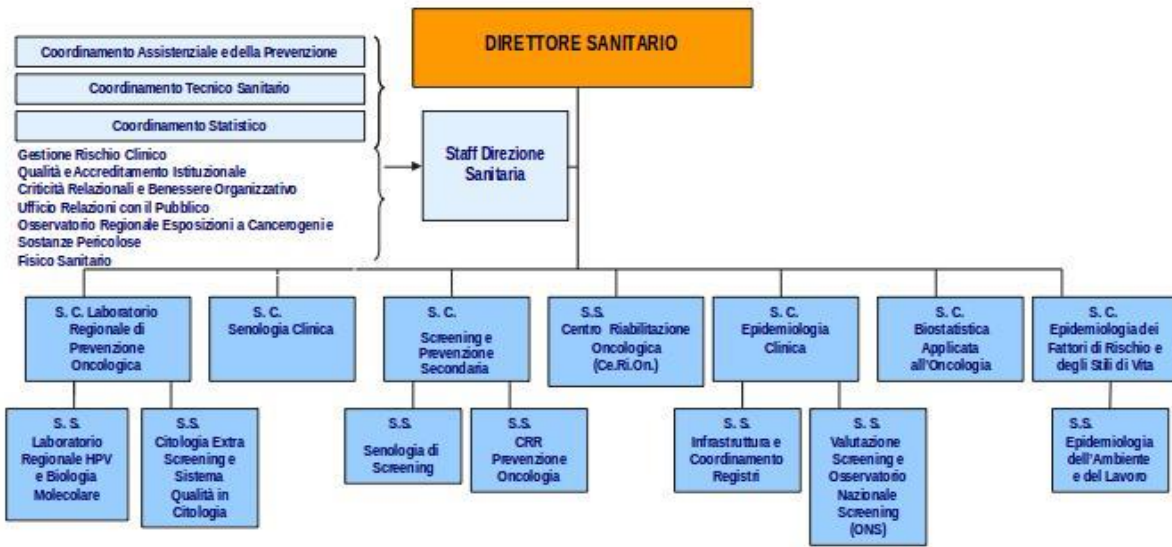 DIRETTORE SANITARIO
Coordinamento Assistenziale e della Prevenzione
Coordinamento Tecnico Sanitario
Coordinamento Statistico
Gestione Rischio Clinico
Qualità e Accreditamento Istituzionale
Criticità Relazionali e Benessere Organizzativo
Ufficio Relazioni con il Pubblico
Osservatorio Regionale Esposizioni a Cancerogeni e
Sostanze Pericolose
Fisico Sanitario
Staff Direzione
Sanitaria
S. C. Laboratorio
Regionale di
Prevenzione
Oncologica
S. C.
Senologia Clinica
S. C.
Screening e
Prevenzione
Secondaria
S.S.
Centro Riabilitazione
Oncologica
(Ce.Ri.On.)
S. C.
Epidemiologia
Clinica
S. C.
Biostatistica
Applicata
all'Oncologia
S. C.
Epidemiologia dei
Fattori di Rischio e
degli Stili di Vita
S. S.
Laboratorio
Regionale HPV
e Biologia
Molecolare
S.S.
Citologia Extra
Screening e
Sistema
Qualità in
Citologia
S.S.
Senologia di
Screening
S.S.
CRR
Prevenzione
Oncologia
S. S.
Infrastruttura e
Coordinamento
Registri
S. S.
Valutazione
Screening e
Osservatorio
Nazionale
Screening
(ONS)
S.S.
Epidemiologia
dell'Ambiente
e del Lavoro